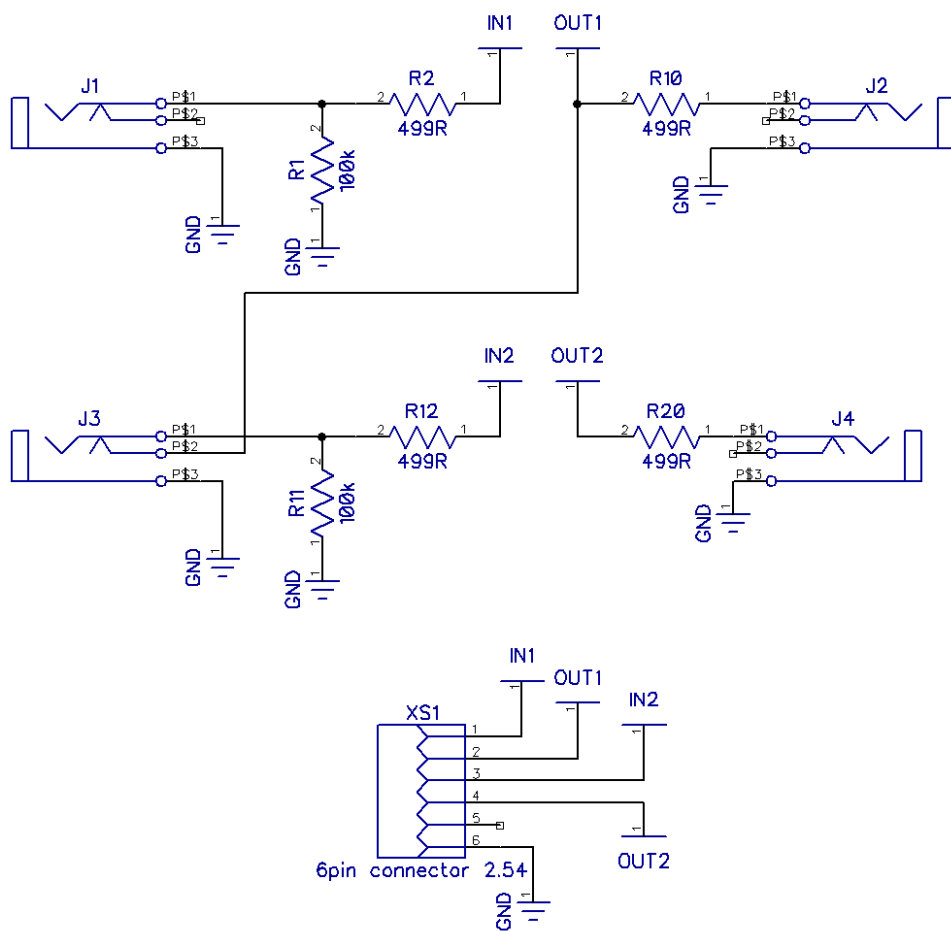 IN1 OUT1
1 1
J1 R2 R10 J2
P$1 2 1 2 1 P$1
P$2 499R 499R P$2
P$3 2 R1 100k 1 P$3
1 GND
1 GND
1 GND
IN2 OUT2
1 1
J3 R12 R20 J4
P$1 2 1 2 1 P$1
P$2 499R 499R P$2
P$3 2 R11 100k 1 P$3
1 GND
1 GND
1 GND
IN1
1
OUT1
1
IN2
1
XS1
1
2
3
4
5
6
1
OUT2
6pin connector 2.54
1
GND